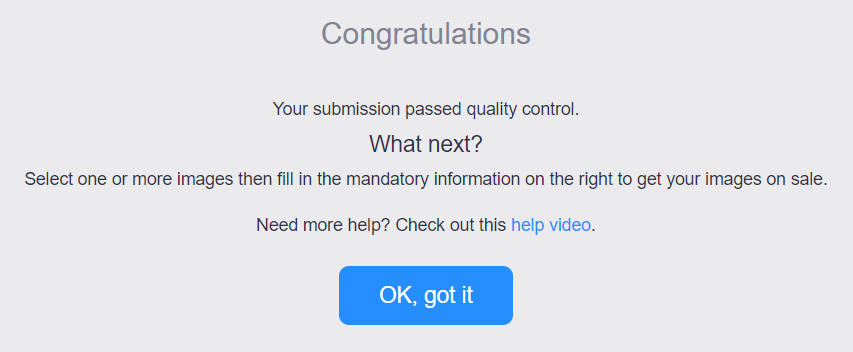 Congratulations
Your submission passed quality control.
What next?
Select one or more images then fill in the mandatory information on the right to get your images on sale.
Need more help? Check out this help video.
OK, got it